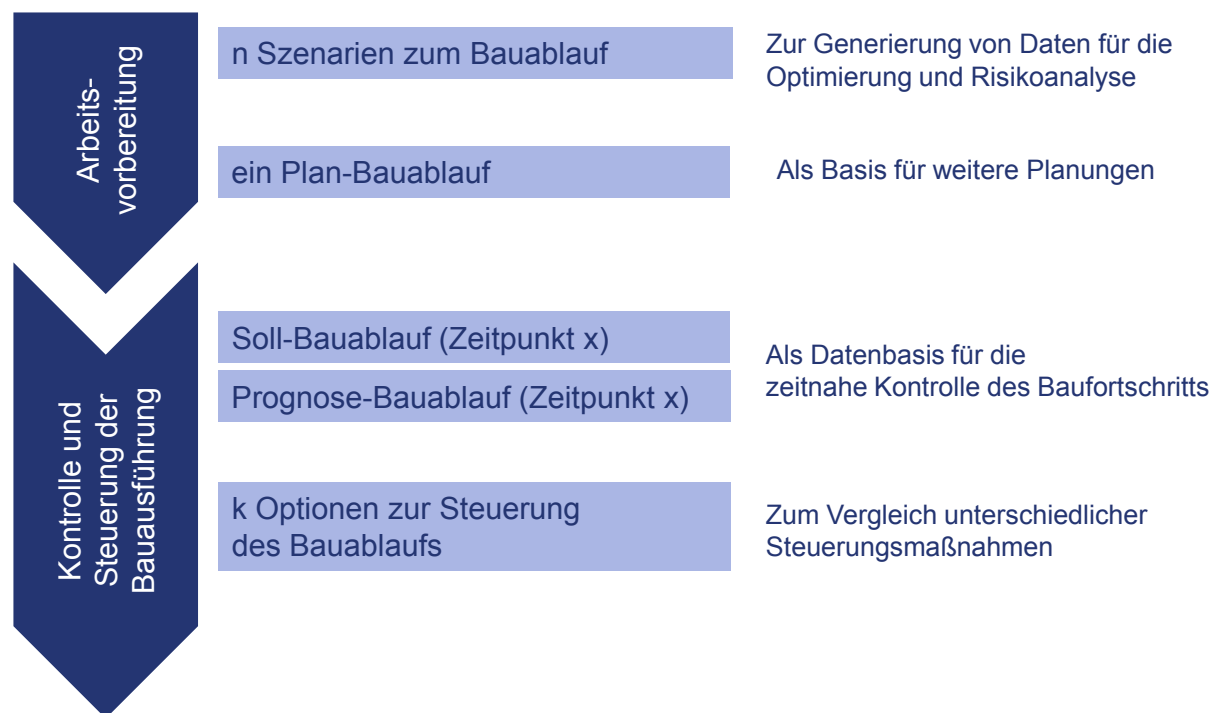 Arbeits-
vorbereitung
n Szenarien zum Bauablauf
Zur Generierung von Daten für die
Optimierung und Risikoanalyse
ein Plan-Bauablauf
Als Basis für weitere Planungen
Kontrolle und
Steuerung der
Bauausführung
Soll-Bauablauf (Zeitpunkt x)
Prognose-Bauablauf (Zeitpunkt x)
Als Datenbasis für die
zeitnahe Kontrolle des Baufortschritts
k Optionen zur Steuerung
des Bauablaufs
Zum Vergleich unterschiedlicher
Steuerungsmaßnahmen